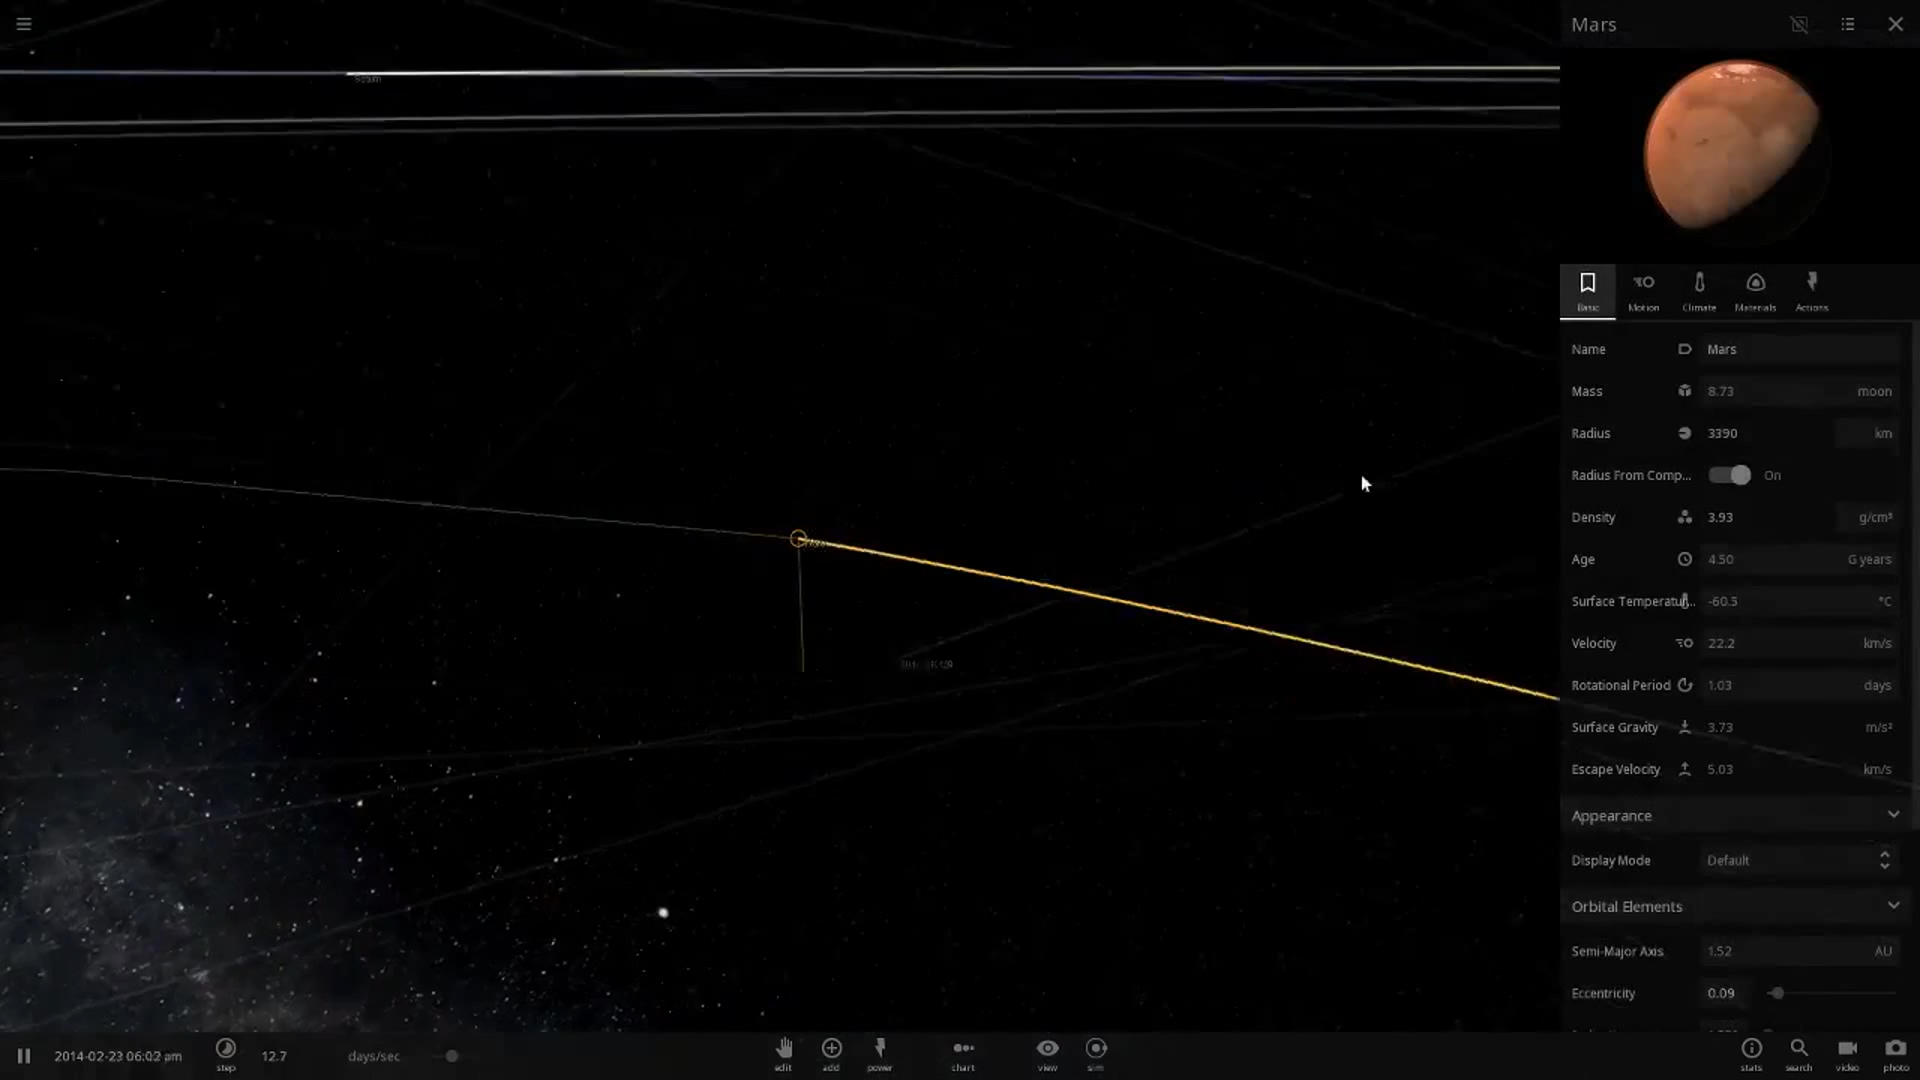 Mars
Saturn
Basic
Motion
Climate
Materials
Actions
Name Mars
Mass 8.73 moon
Radius 3390 km
Radius From Comp... On
Density 3.93 g/cm³
Age 4.50 G years
Surface Temperatur... -60.5 °C
Velocity 22.2 km/s
Rotational Period 1.03 days
Surface Gravity 3.73 m/s²
Escape Velocity 5.03 km/s
Appearance
Display Mode Default
Orbital Elements
Semi-Major Axis 1.52 AU
Eccentricity 0.09
2014-02-23 06:02 am
step
12.7 days/sec
edit
add
power
chart
view
sim
stats
search
video
photo